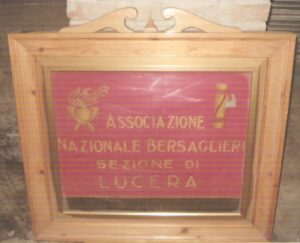 ASSOCIAZIONE
NAZIONALE BERSAGLIERI
SEZIONE DI
LUCERA